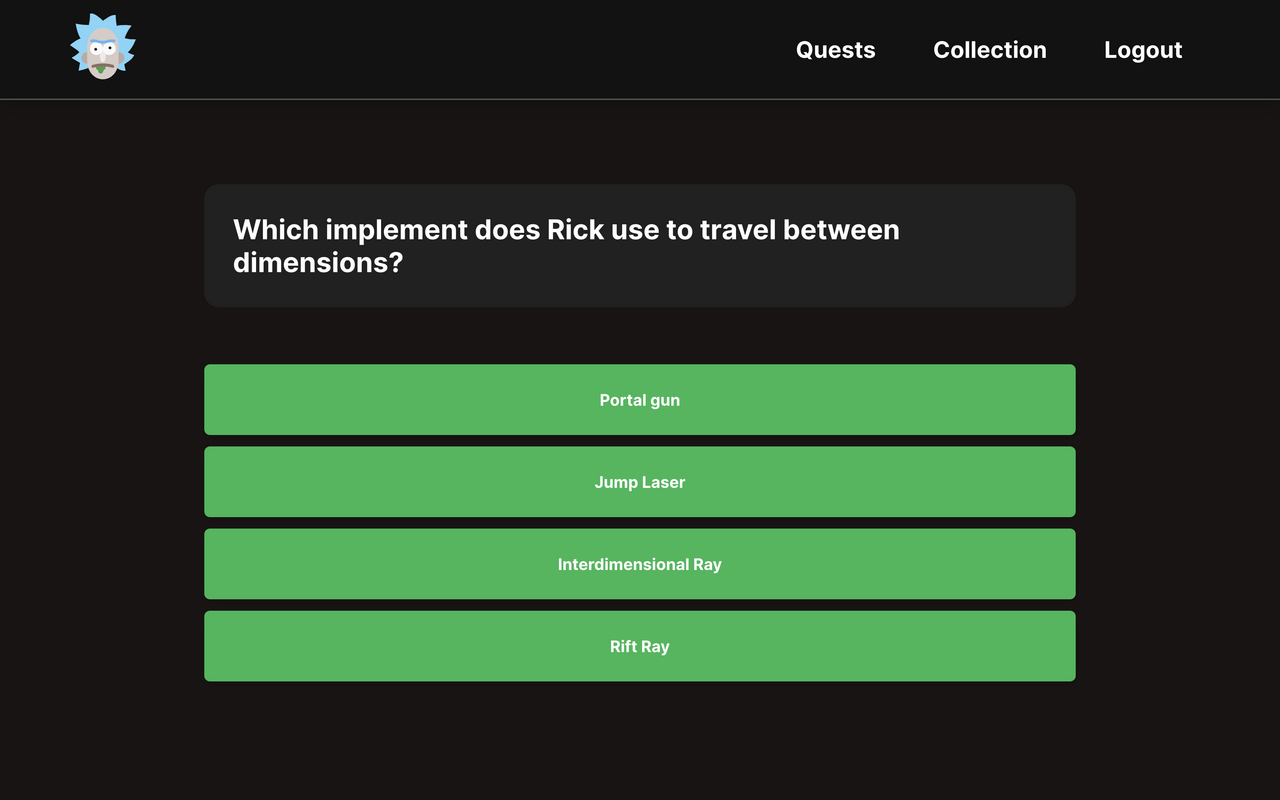 Quests Collection Logout
Which implement does Rick use to travel between
dimensions?
Portal gun
Jump Laser
Interdimensional Ray
Rift Ray